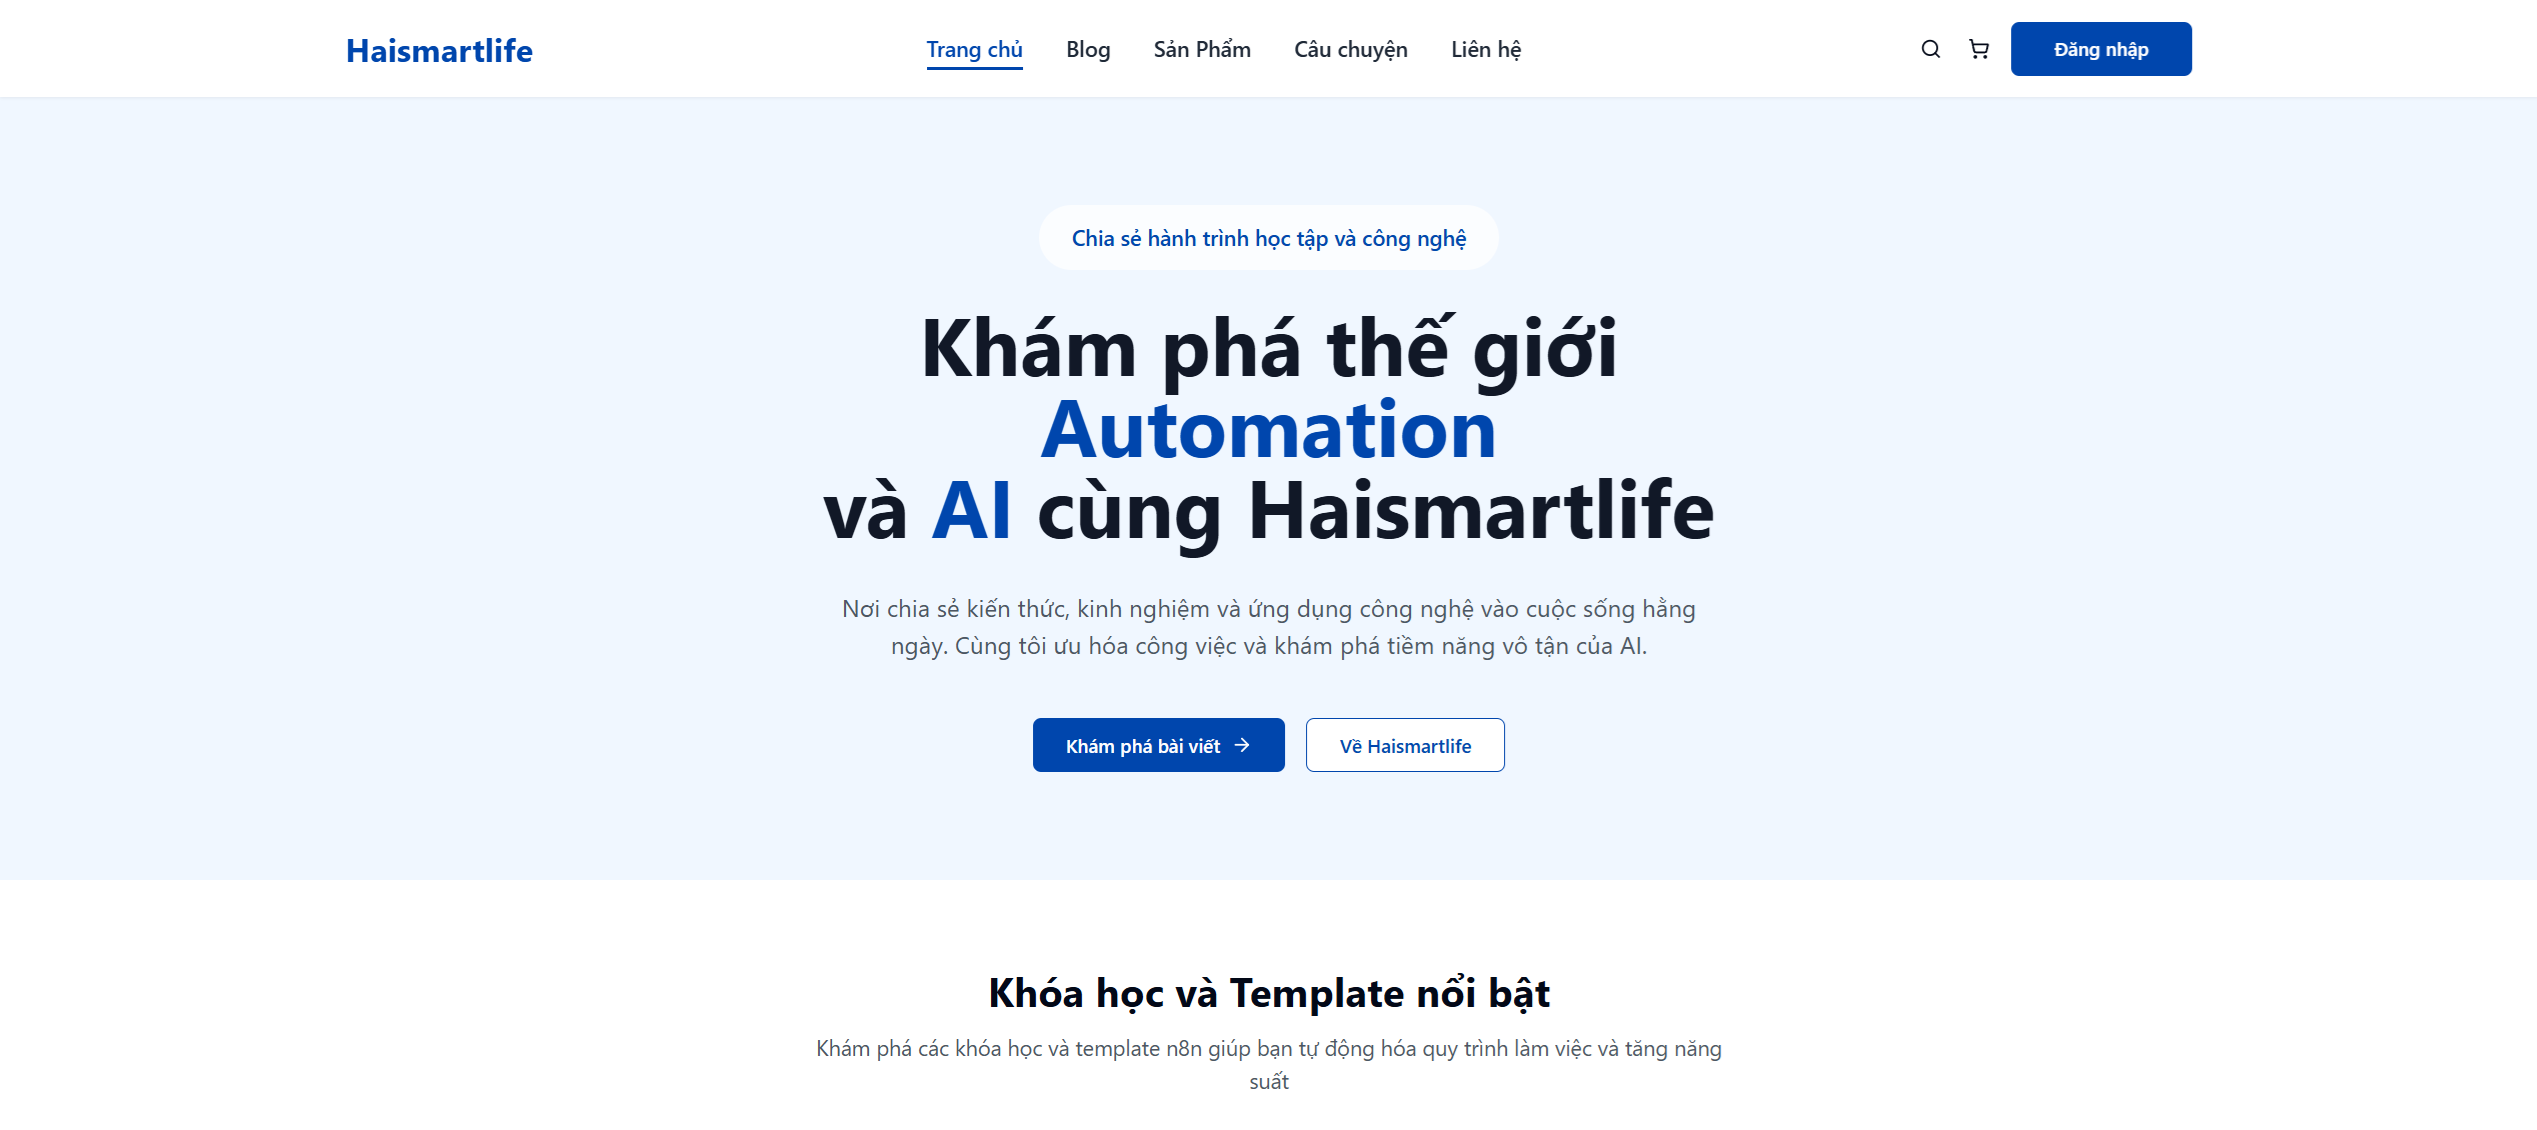 Haismartlife
Trang chủ
Blog
Sản Phẩm
Câu chuyện
Liên hệ
Đăng nhập
Chia sẻ hành trình học tập và công nghệ
Khám phá thế giới
Automation
và AI cùng Haismartlife
Nơi chia sẻ kiến thức, kinh nghiệm và ứng dụng công nghệ vào cuộc sống hằng
ngày. Cùng tôi ưu hóa công việc và khám phá tiềm năng vô tận của AI.
Khám phá bài viết
Về Haismartlife
Khóa học và Template nổi bật
Khám phá các khóa học và template n8n giúp bạn tự động hóa quy trình làm việc và tăng năng
suất